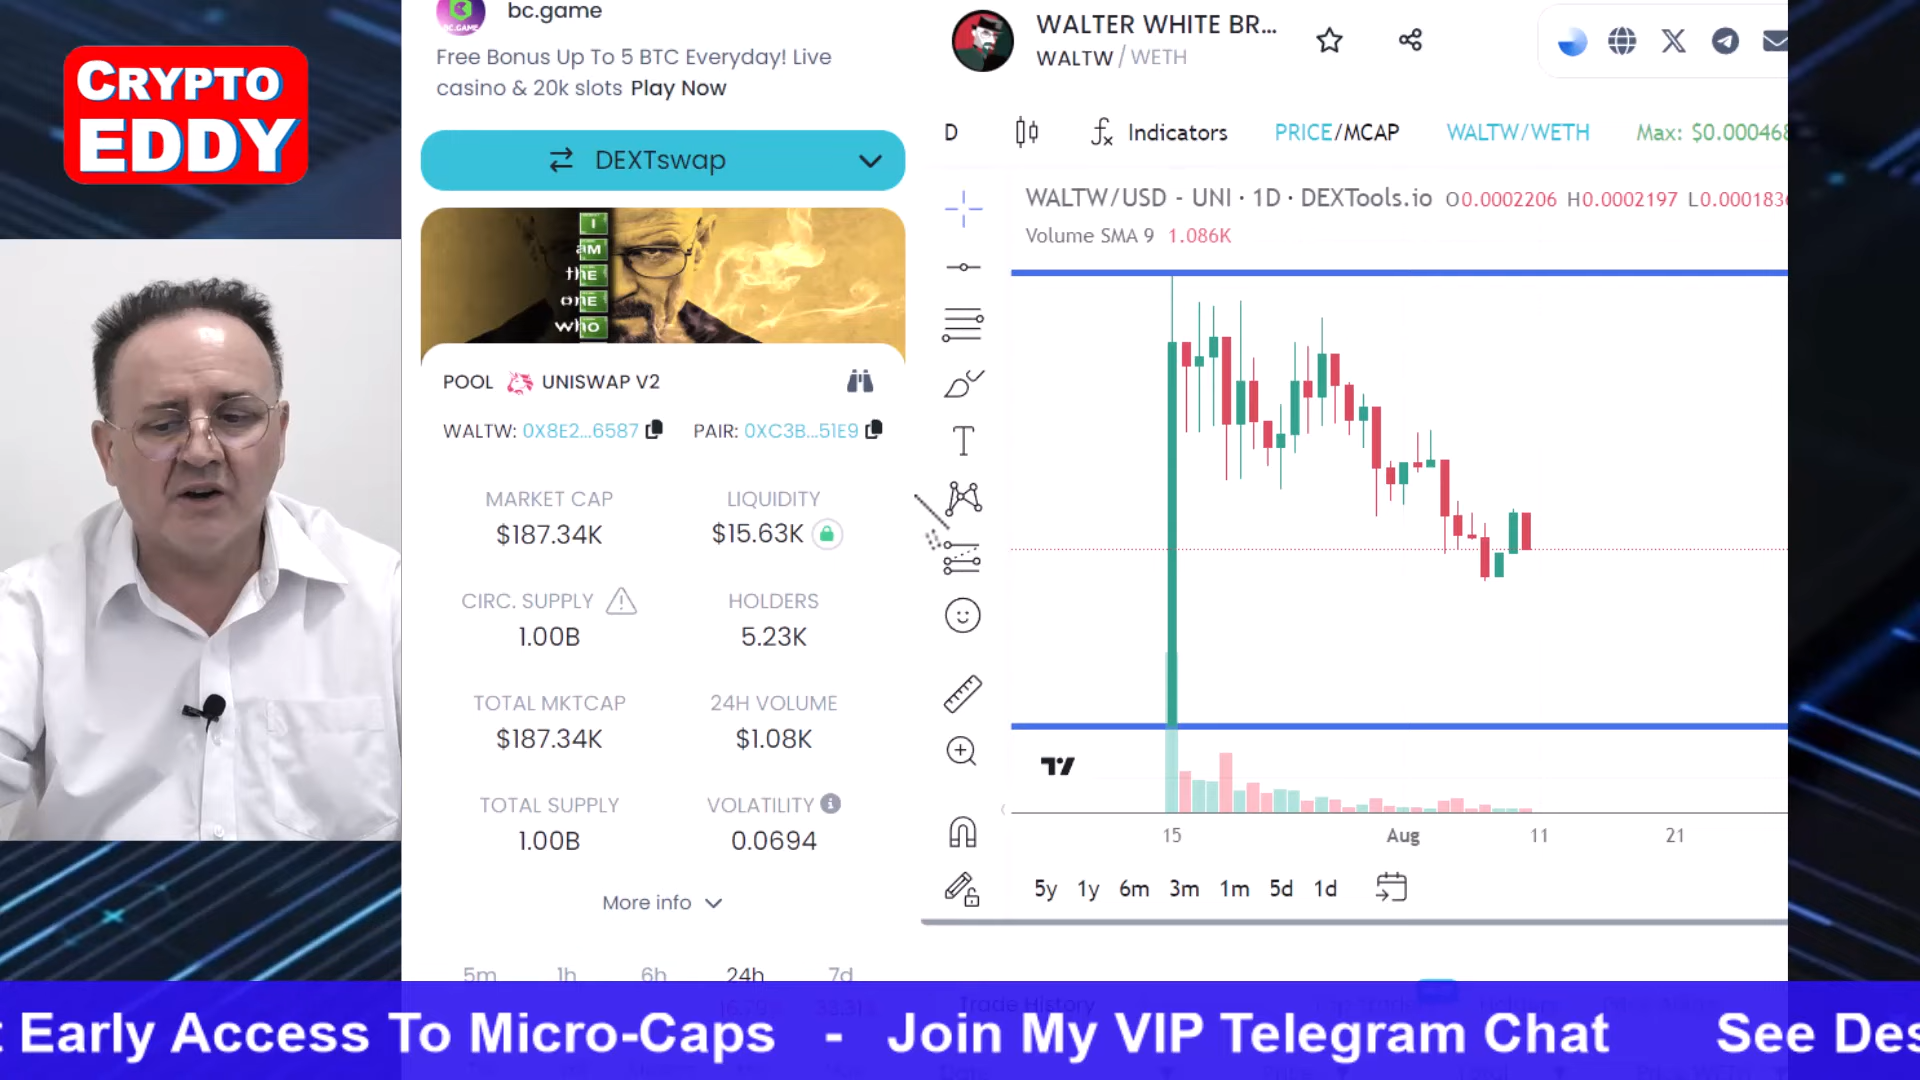 CRYPTO
EDDY
bc.game
Free Bonus Up To 5 BTC Everyday! Live
casino & 20k slots Play Now
DEXTswap
I
am
the
one
who
POOL UNISWAP V2
WALTW: 0X8E2...6587 PAIR: 0XC3B...51E9
MARKET CAP LIQUIDITY
$187.34K $15.63K
CIRC. SUPPLY HOLDERS
1.00B 5.23K
TOTAL MKTCAP 24H VOLUME
$187.34K $1.08K
TOTAL SUPPLY VOLATILITY
1.00B 0.0694
More info
5m 1h 6h 24h 7d
WALTER WHITE BR...
WALTW / WETH
D Indicators PRICE/MCAP WALTW/WETH Max: $0.000468
WALTW/USD - UNI · 1D · DEXTools.io O0.0002206 H0.0002197 L0.0001836
Volume SMA 9 1.086K
15 Aug 11 21
5y 1y 6m 3m 1m 5d 1d
Trade History
Early Access To Micro-Caps - Join My VIP Telegram Chat See Des